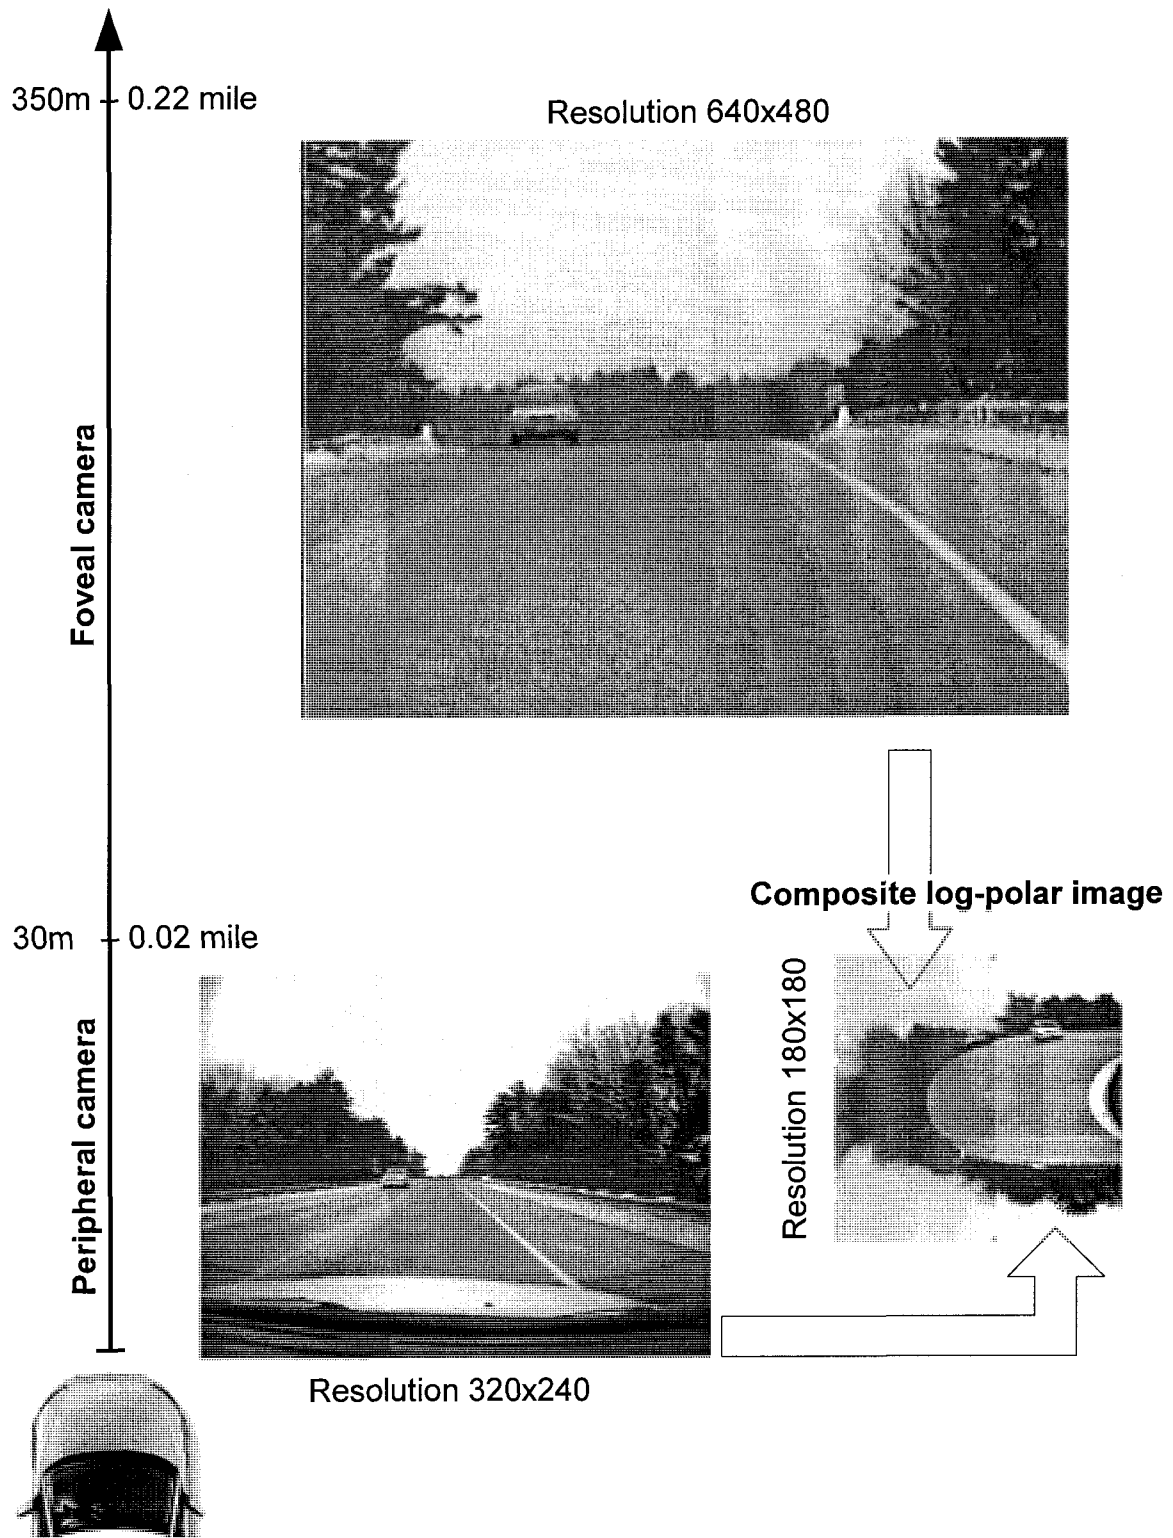 350m
0.22 mile
Resolution 640x480
Foveal camera
Composite log-polar image
30m
0.02 mile
Resolution 180x180
Peripheral camera
Resolution 320x240